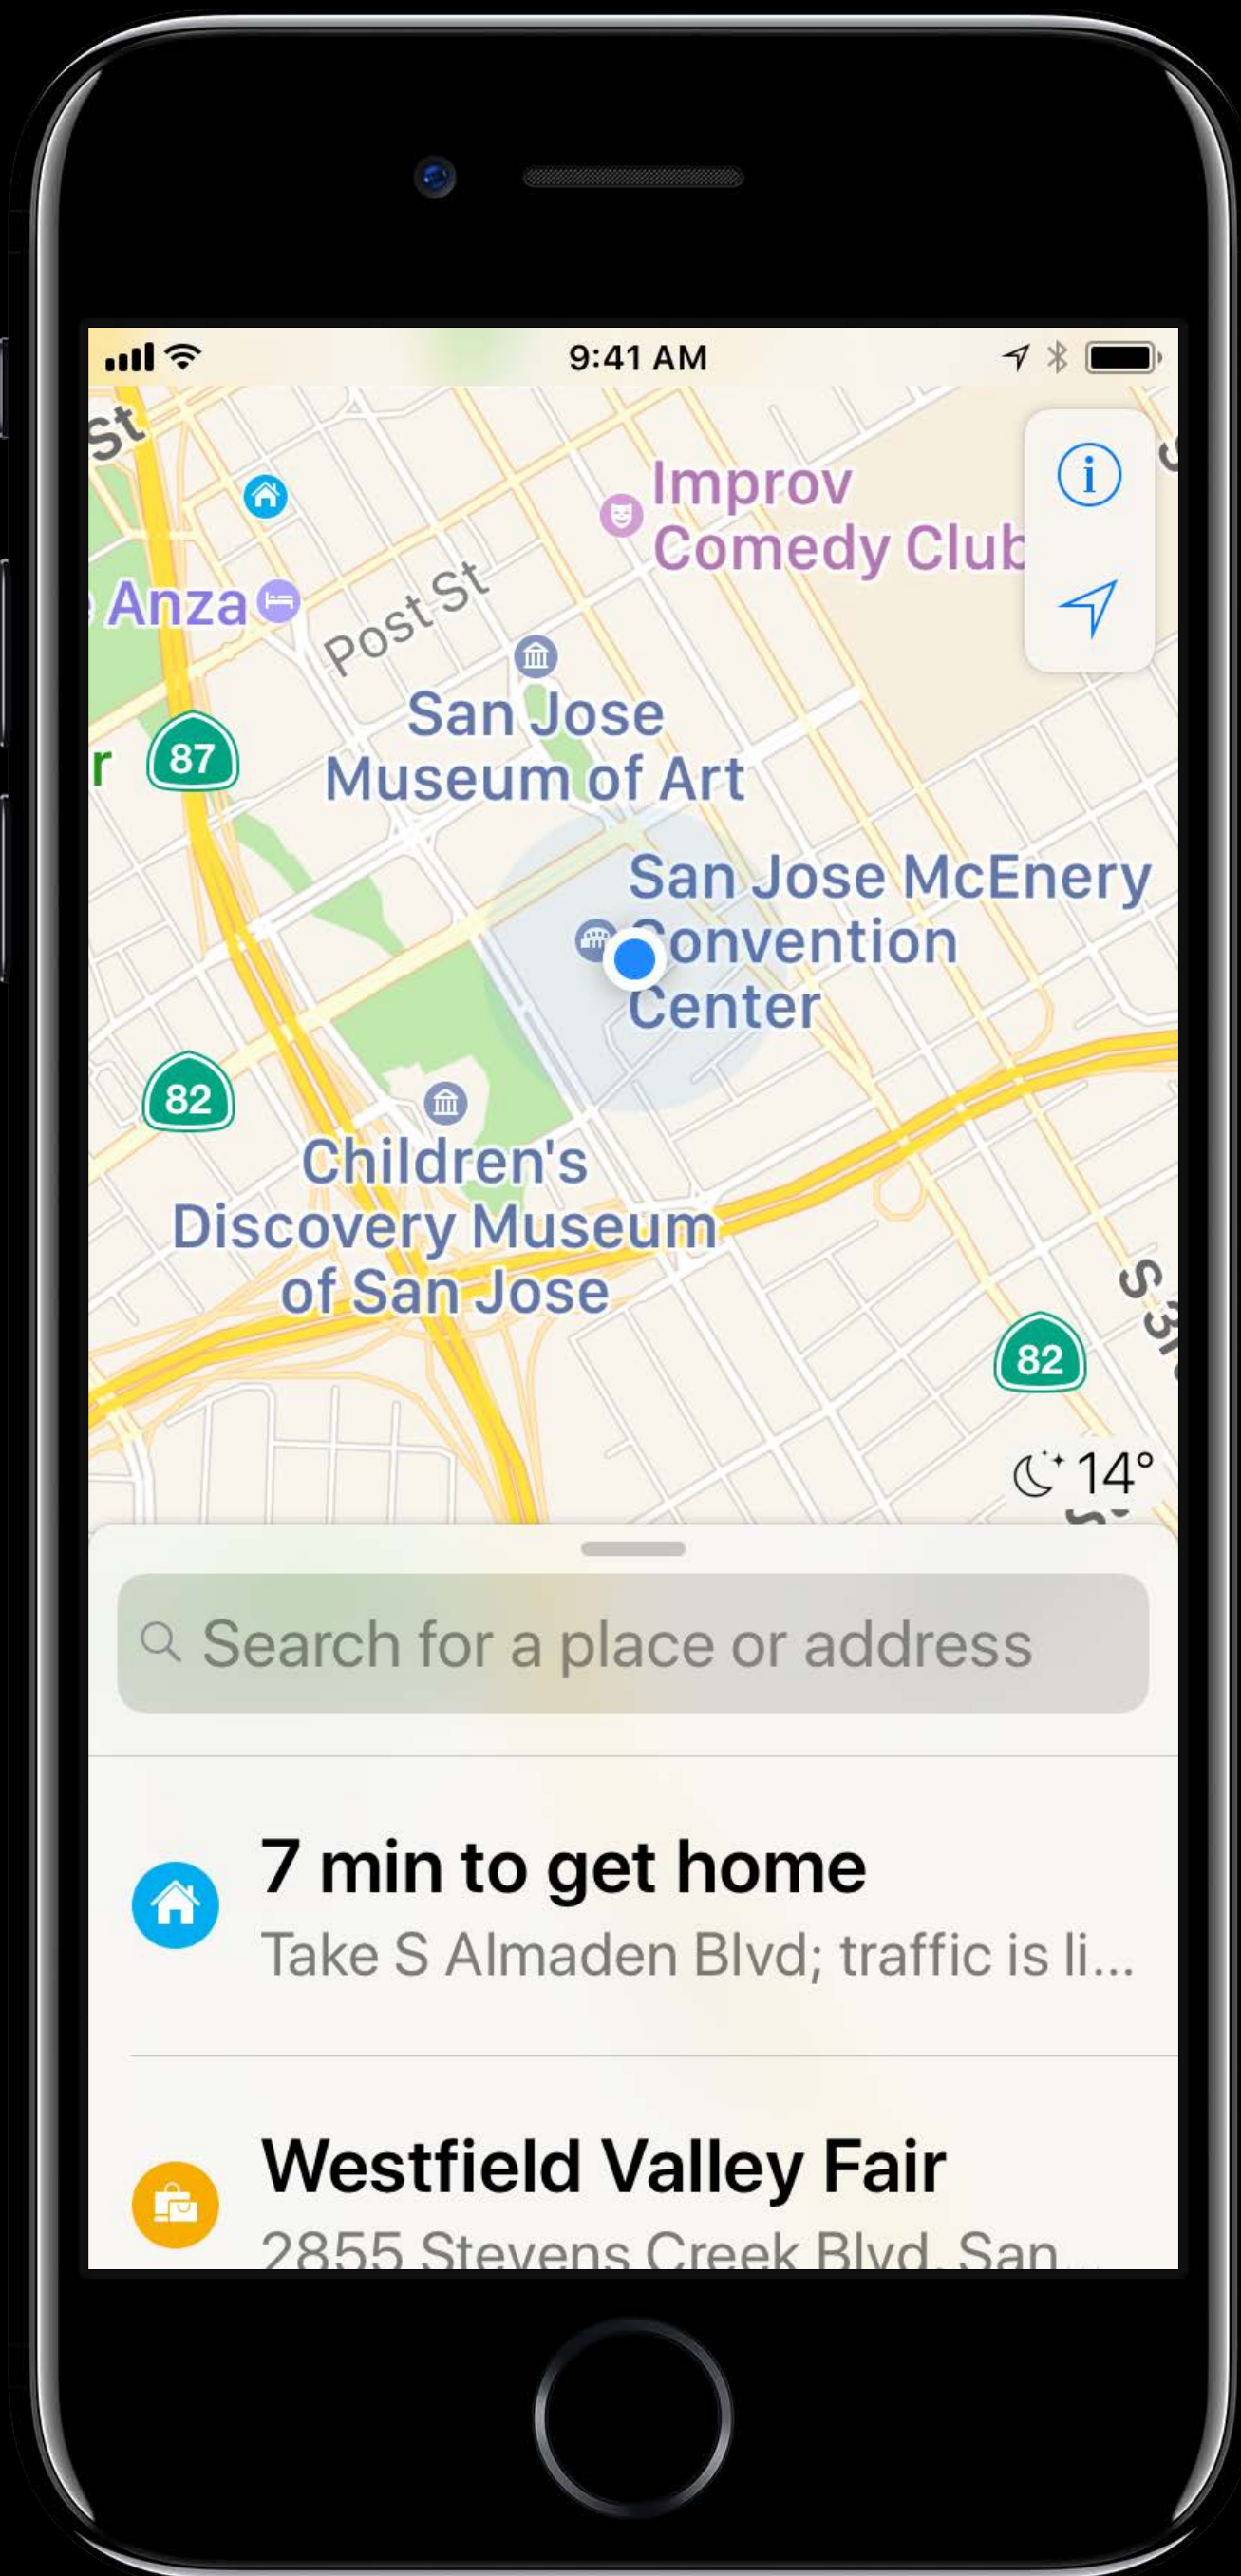 9:41 AM
St
Improv
Comedy Club
Anza
Post St
San Jose
Museum of Art
87
r
San Jose McEnery
Convention
Center
82
Children's
Discovery Museum
of San Jose
S 3r
82
14°
Search for a place or address
7 min to get home
Take S Almaden Blvd; traffic is li...
Westfield Valley Fair
2855 Stevens Creek Blvd, San...